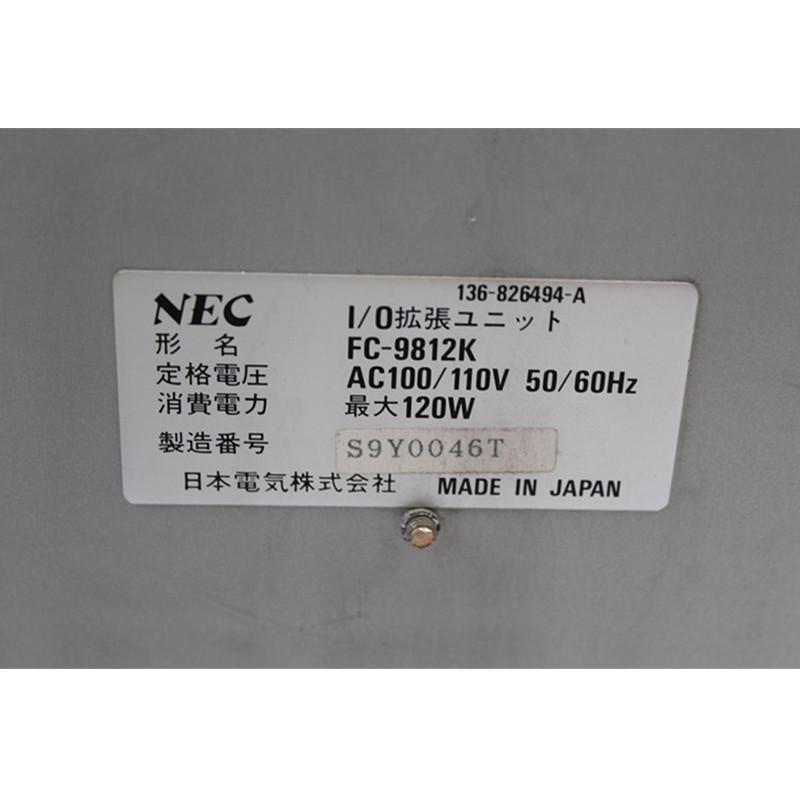 136-826494-A
NEC I/O拡張ユニット
形 名 FC-9812K
定格電圧 AC100/110V 50/60Hz
消費電力 最大120W
製造番号 S9Y0046T
日本電気株式会社 MADE IN JAPAN